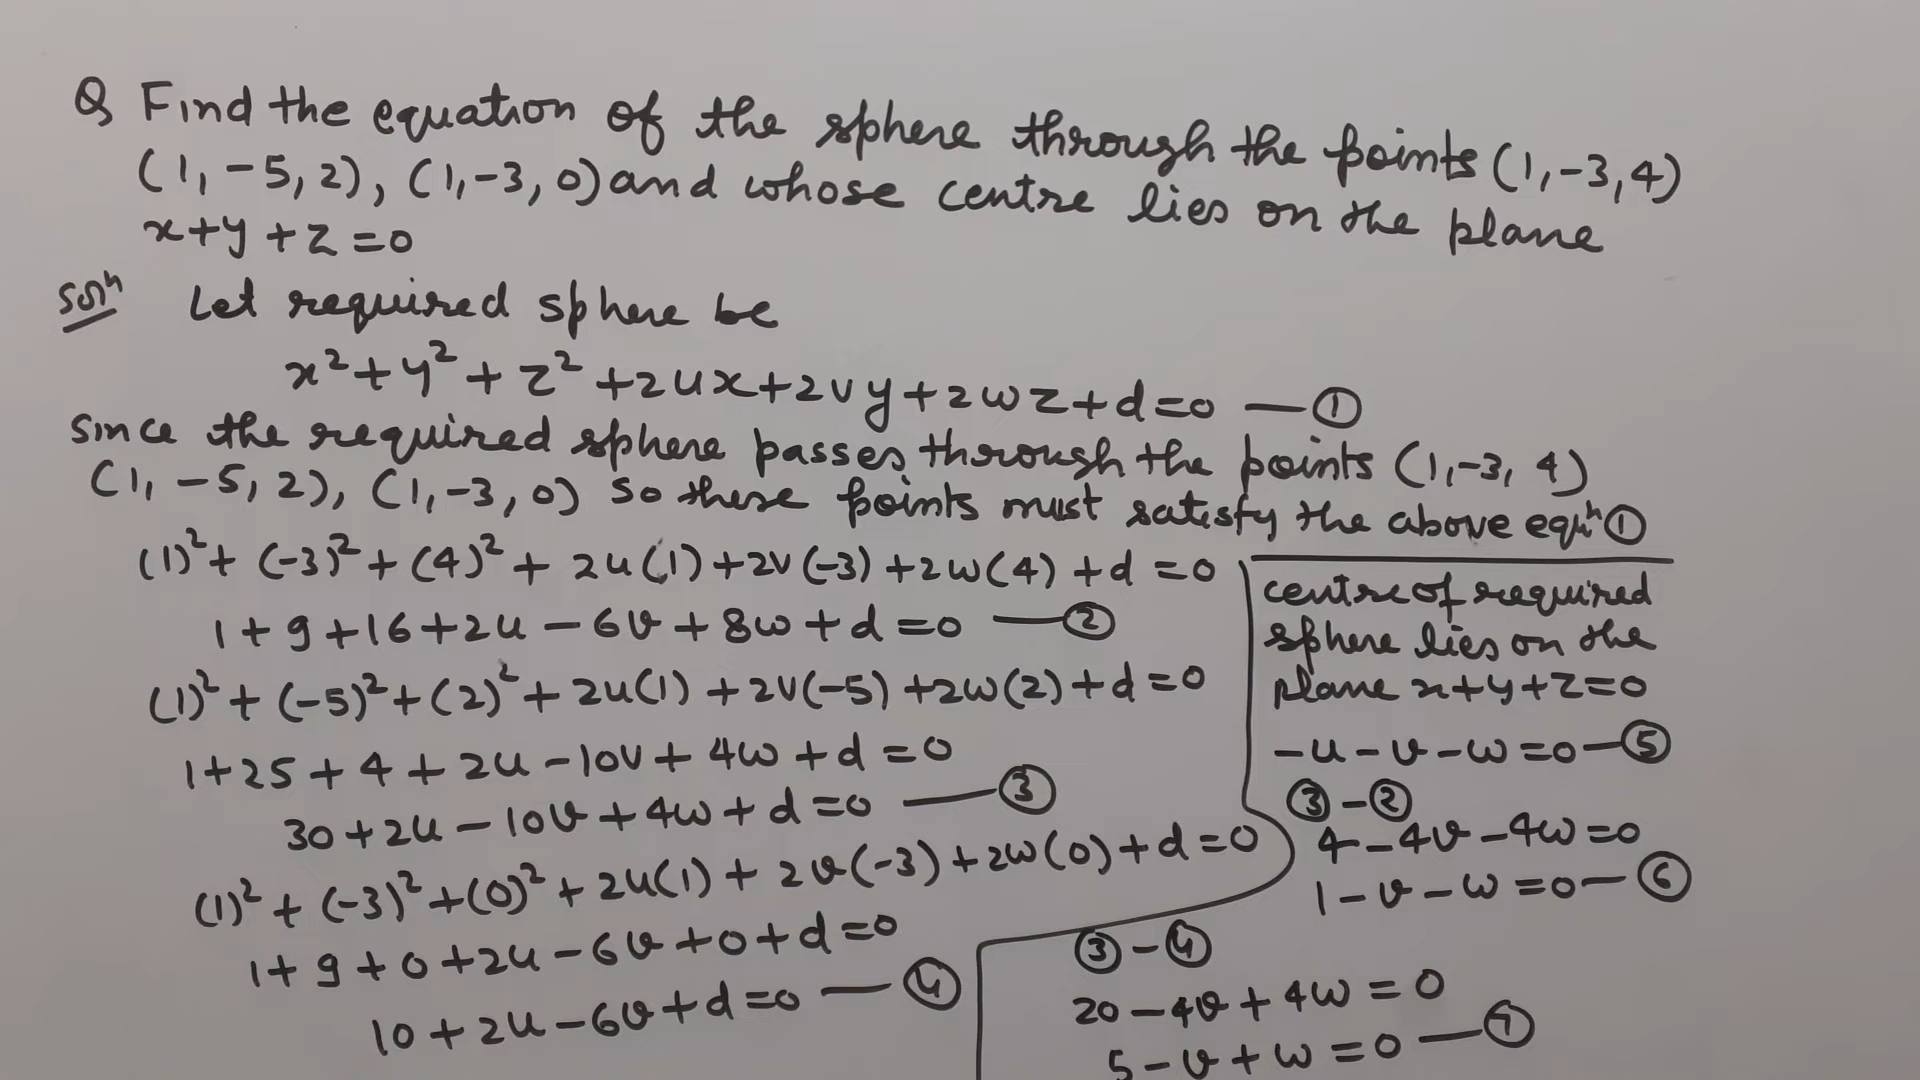 Q Find the equation of the sphere through the points (1,-3,4)
(1,-5,2), (1,-3,0) and whose centre lies on the plane
x+y+z=0
Solⁿ Let required sphere be
x²+y²+z²+2ux+2vy+2wz+d=0 —①
Since the required sphere passes through the points (1,-3,4)
(1,-5,2), (1,-3,0) so these points must satisfy the above eqⁿ ①
(1)²+(-3)²+(4)²+2u(1)+2v(-3)+2w(4)+d=0
1+9+16+2u-6v+8w+d=0 —②
(1)²+(-5)²+(2)²+2u(1)+2v(-5)+2w(2)+d=0
1+25+4+2u-10v+4w+d=0
30+2u-10v+4w+d=0 —③
(1)²+(-3)²+(0)²+2u(1)+2v(-3)+2w(0)+d=0
1+9+0+2u-6v+0+d=0
10+2u-6v+d=0 —④
centre of required
sphere lies on the
plane x+y+z=0
-u-v-w=0 —⑤
③-②
4-4v-4w=0
1-v-w=0 —⑥
③-④
20-4v+4w=0
5-v+w=0 —⑦